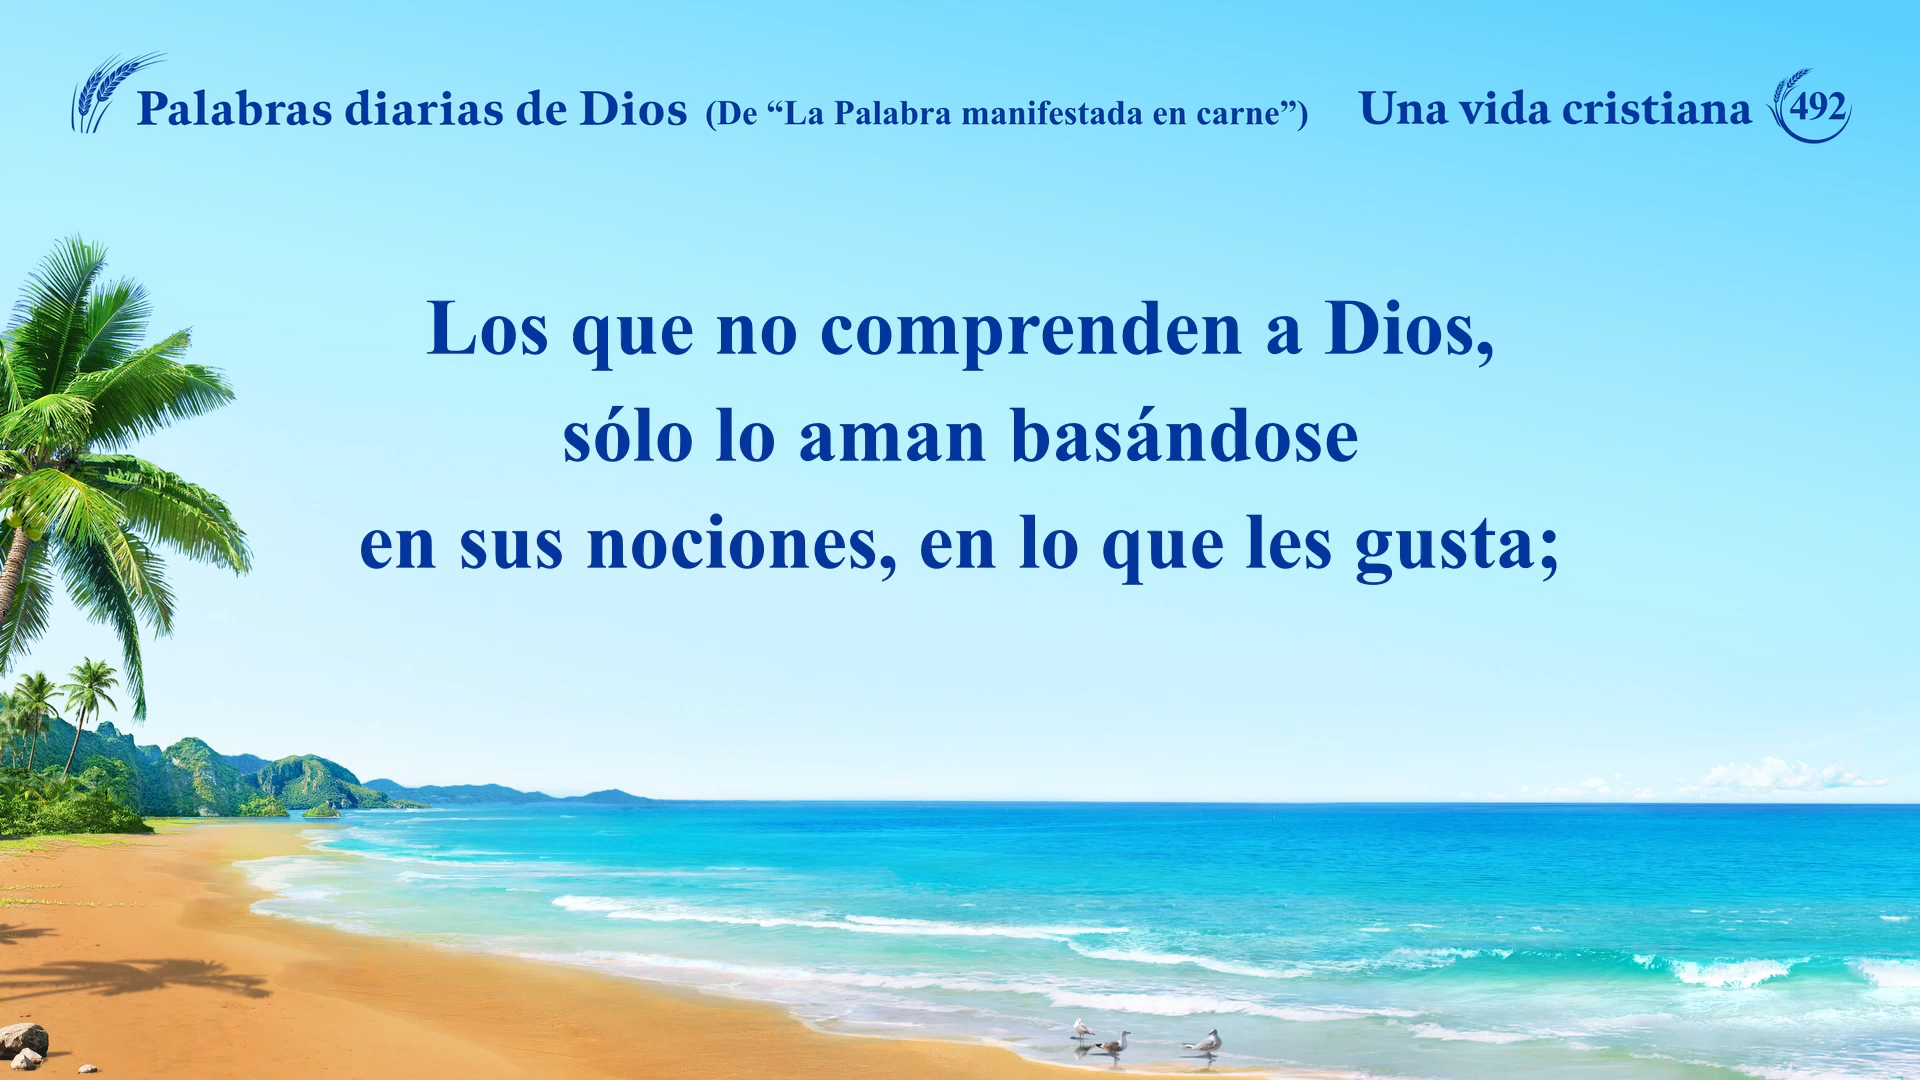 Palabras diarias de Dios (De “La Palabra manifestada en carne”) Una vida cristiana 492
Los que no comprenden a Dios,
sólo lo aman basándose
en sus nociones, en lo que les gusta;